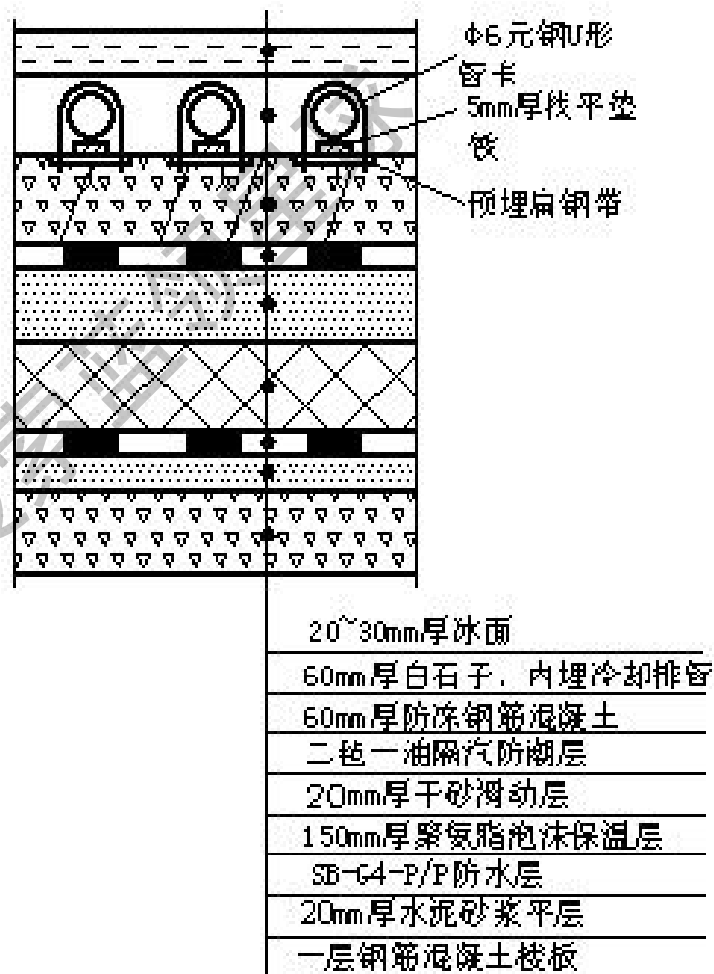 Φ6元钢U形
管卡
5mm厚找平垫
铁
预埋扁钢带
20~30mm厚冰面
60mm厚白石子，内埋冷却排管
60mm厚防冻钢筋混凝土
二毡一油隔汽防潮层
20mm厚干砂滑动层
150mm厚聚氨脂泡沫保温层
SB-G4-P/P防水层
20mm厚水泥砂浆平层
一层钢筋混凝土楼板
索蓝领星球